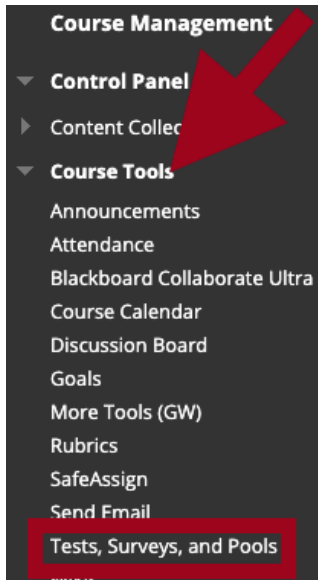 Course Management
Control Panel
Content Collec
Course Tools
Announcements
Attendance
Blackboard Collaborate Ultra
Course Calendar
Discussion Board
Goals
More Tools (GW)
Rubrics
SafeAssign
Send Email
Tests, Surveys, and Pools